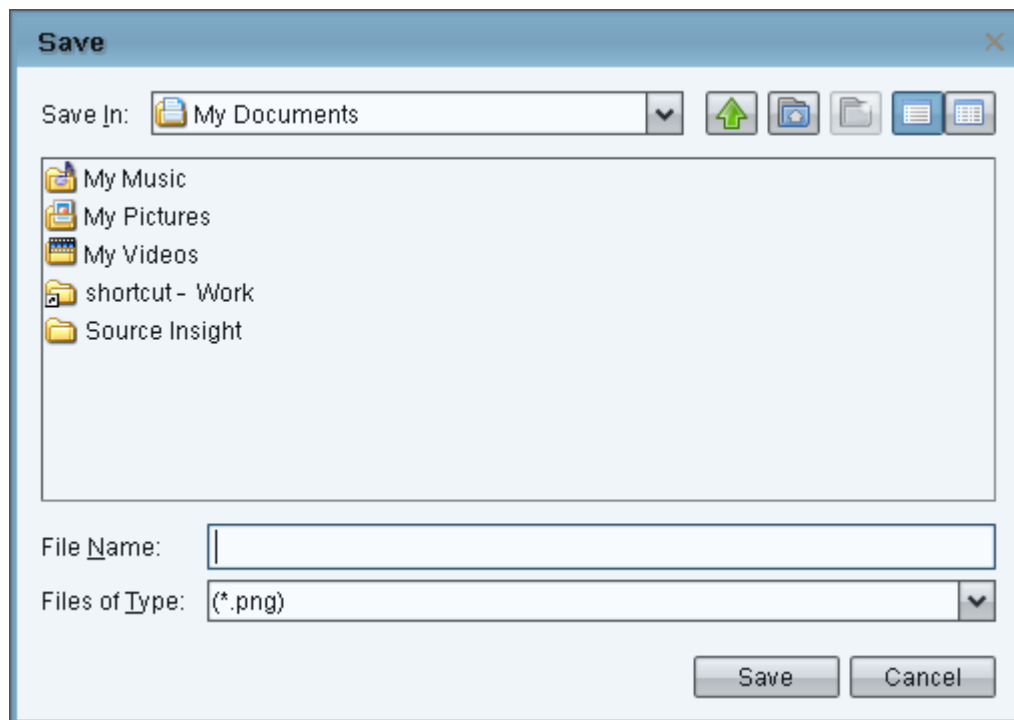 Save
Save In: My Documents
My Music
My Pictures
My Videos
shortcut - Work
Source Insight
File Name:
Files of Type: (*.png)
Save Cancel